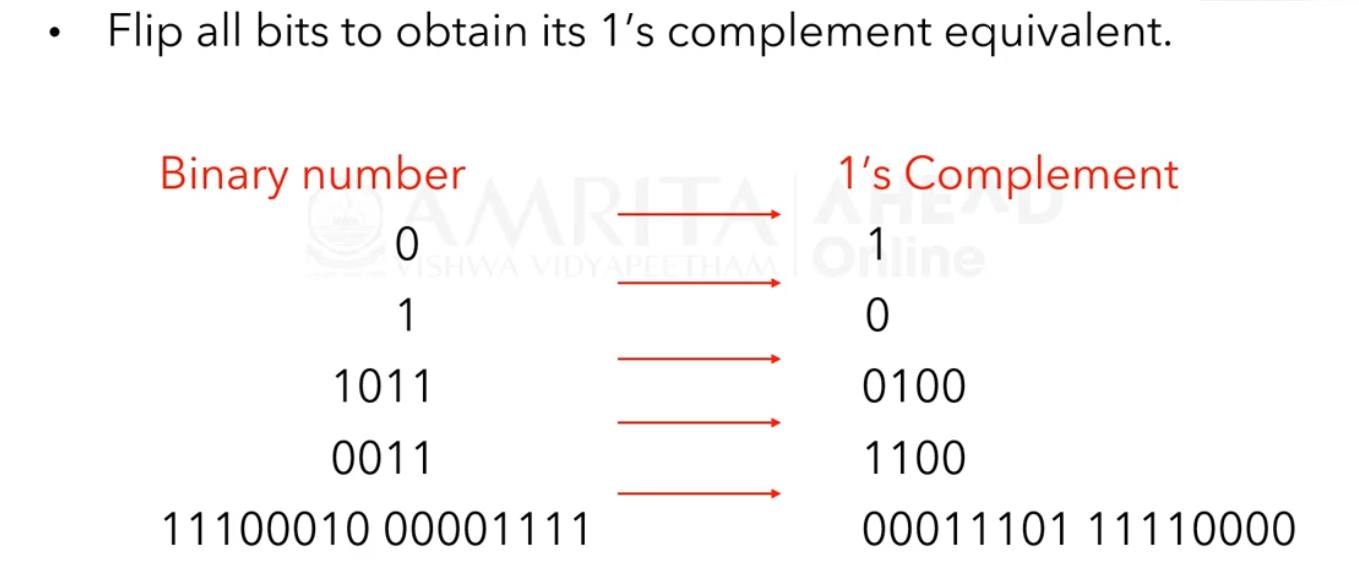 • Flip all bits to obtain its 1’s complement equivalent.
Binary number 1’s Complement
AMRITA AHEAD
VISHWA VIDYAPEETHAM Online
0 1
1 0
1011 0100
0011 1100
11100010 00001111 00011101 11110000